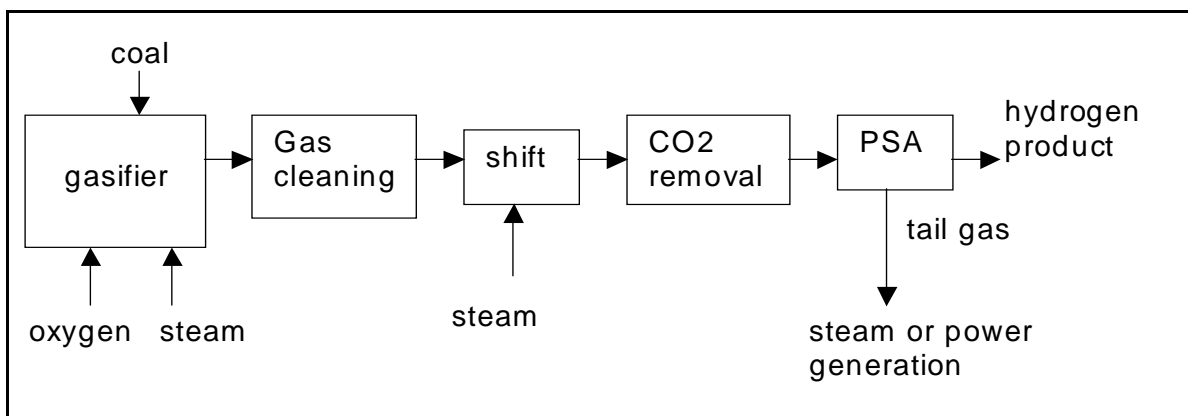 coal
gasifier
oxygen
steam
Gas
cleaning
shift
steam
CO2
removal
PSA
hydrogen
product
tail gas
steam or power
generation